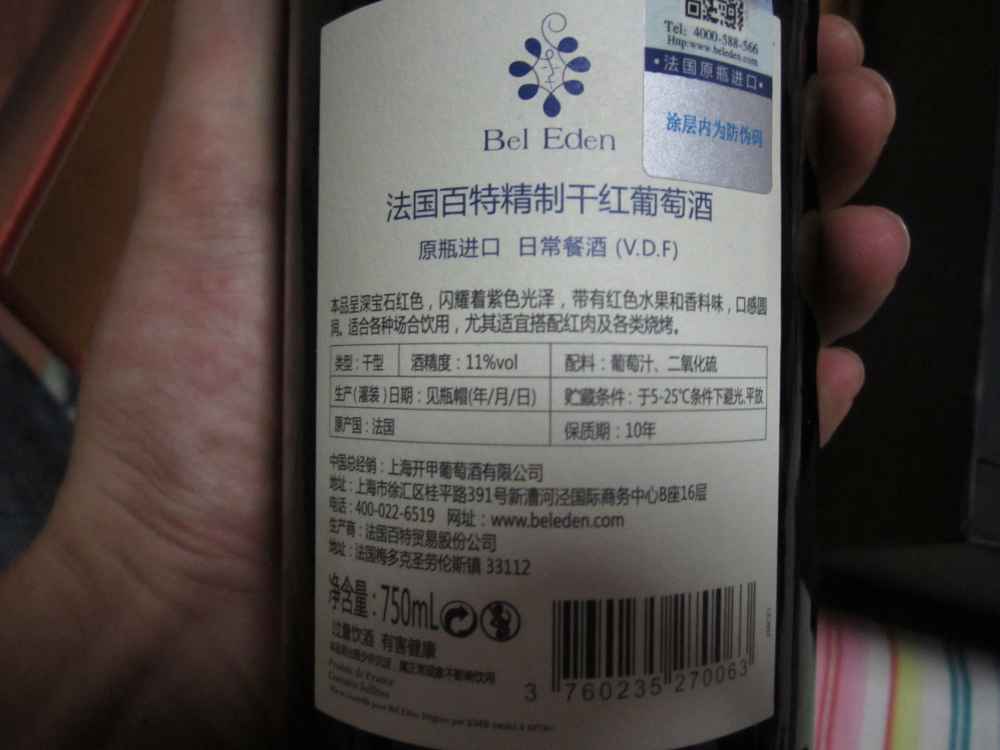 Bel Eden
Tel: 4000-588-566
Http:www.beleden.com
·法国原瓶进口·
涂层内为防伪码
法国百特精制干红葡萄酒
原瓶进口 日常餐酒 (V.D.F)
本品呈深宝石红色，闪耀着紫色光泽，带有红色水果和香料味，口感圆
润。适合各种场合饮用，尤其适宜搭配红肉及各类烧烤。
类型：干型 酒精度：11%vol 配料：葡萄汁、二氧化硫
生产(灌装)日期：见瓶帽(年/月/日) 贮藏条件：于5-25℃条件下避光,平放
原产国：法国 保质期：10年
中国总经销：上海开甲葡萄酒有限公司
地址：上海市徐汇区桂平路391号新漕河泾国际商务中心B座16层
电话：400-022-6519 网址：www.beleden.com
生产商：法国百特贸易股份公司
地址：法国梅多克圣劳伦斯镇 33112
净含量：750mL
过量饮酒 有害健康
Produit de France
Contains Sulfites
3 760235 270063